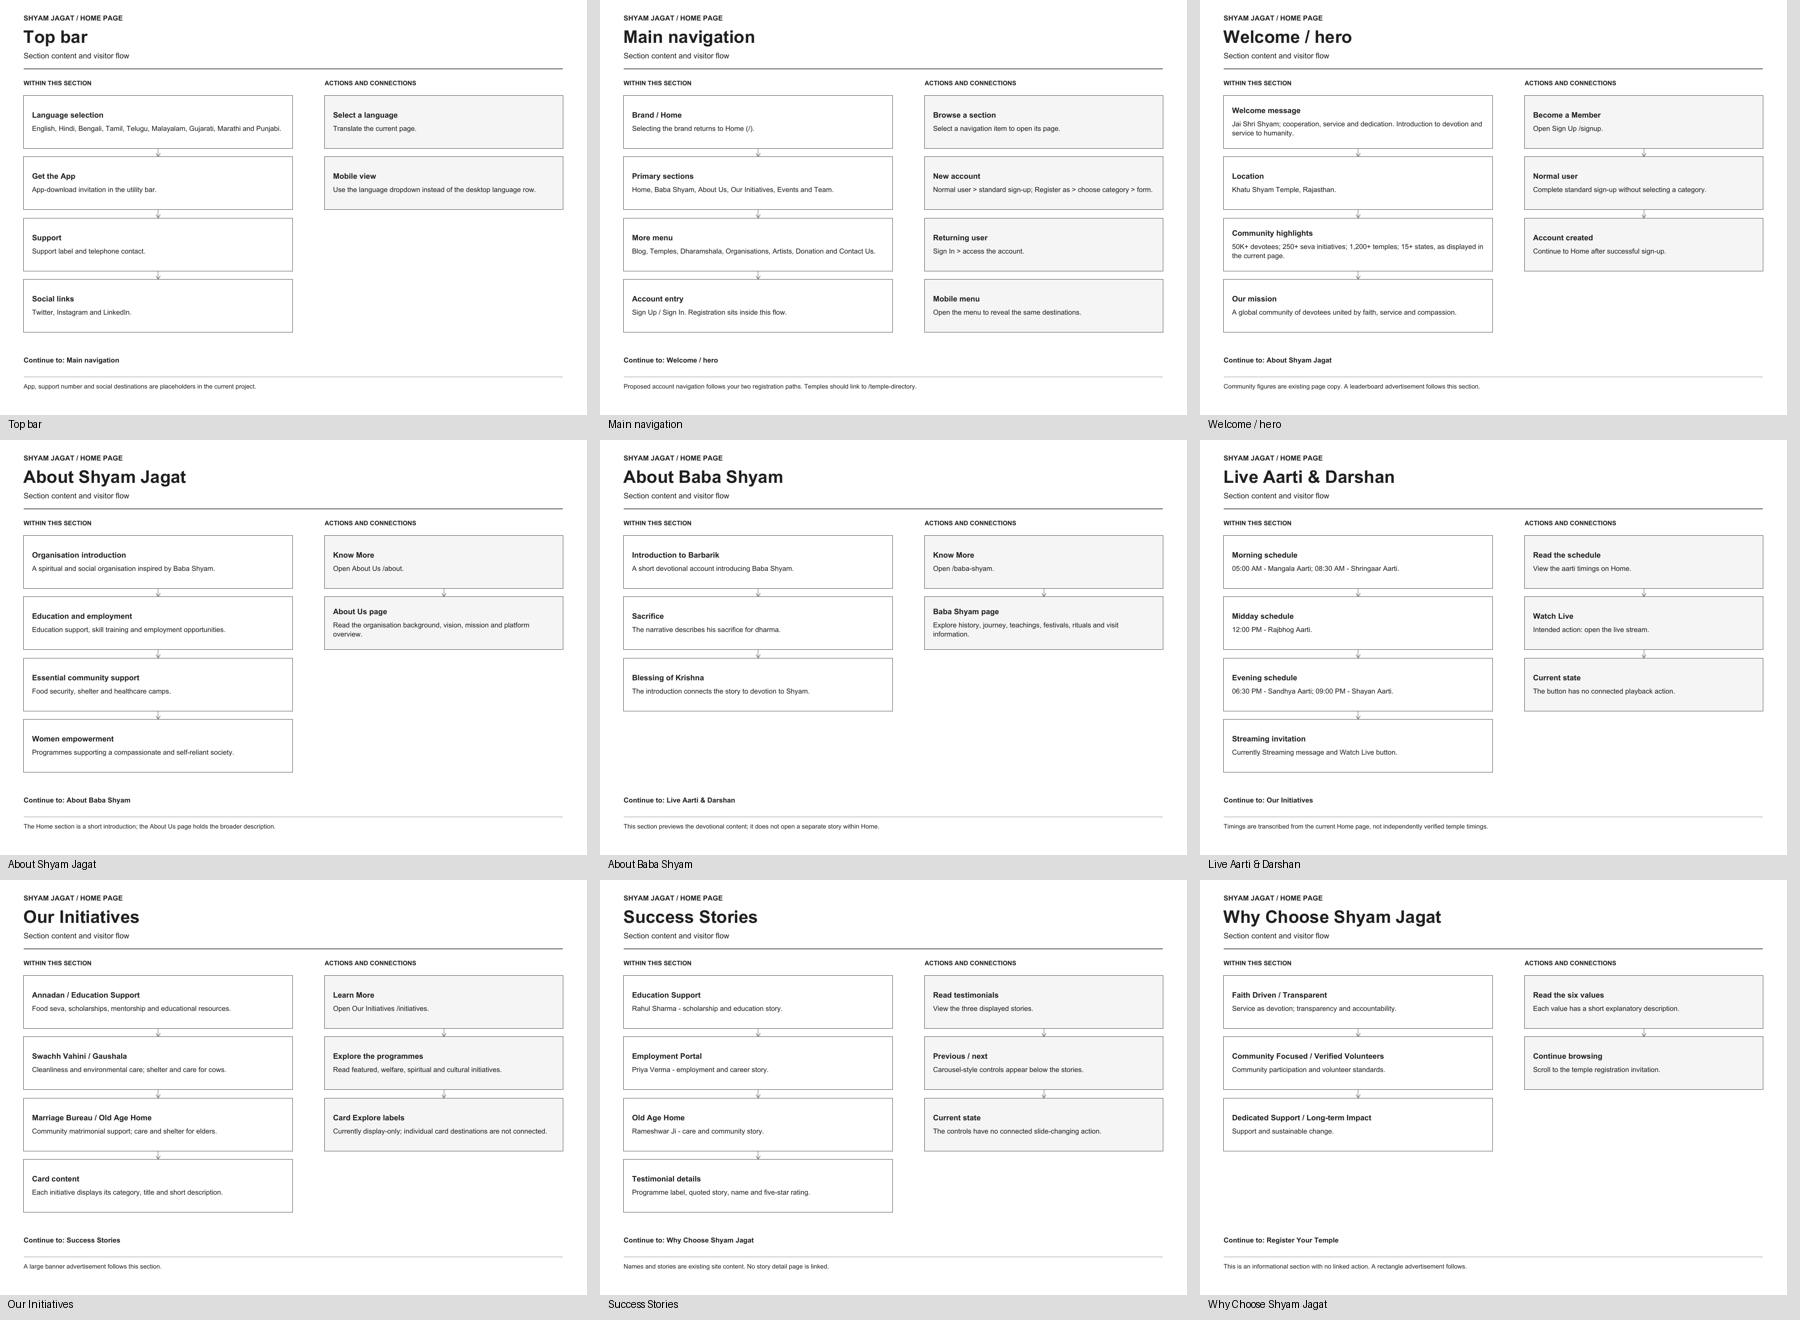 SHYAM JAGAT / HOME PAGE
Top bar
Section content and visitor flow
WITHIN THIS SECTION
Language selection
English, Hindi, Bengali, Tamil, Telugu, Malayalam, Gujarati, Marathi and Punjabi.
Get the App
App-download invitation in the utility bar.
Support
Support label and telephone contact.
Social links
Twitter, Instagram and LinkedIn.
ACTIONS AND CONNECTIONS
Select a language
Translate the current page.
Mobile view
Use the language dropdown instead of the desktop language row.
Continue to: Main navigation
App, support number and social destinations are placeholders in the current project.
Top bar
SHYAM JAGAT / HOME PAGE
Main navigation
Section content and visitor flow
WITHIN THIS SECTION
Brand / Home
Selecting the brand returns to Home (/).
Primary sections
Home, Baba Shyam, About Us, Our Initiatives, Events and Team.
More menu
Blog, Temples, Dharamshala, Organisations, Artists, Donation and Contact Us.
Account entry
Sign Up / Sign In. Registration sits inside this flow.
ACTIONS AND CONNECTIONS
Browse a section
Select a navigation item to open its page.
New account
Normal user > standard sign-up; Register as > choose category > form.
Returning user
Sign In > access the account.
Mobile menu
Open the menu to reveal the same destinations.
Continue to: Welcome / hero
Proposed account navigation follows your two registration paths. Temples should link to /temple-directory.
Main navigation
SHYAM JAGAT / HOME PAGE
Welcome / hero
Section content and visitor flow
WITHIN THIS SECTION
Welcome message
Jai Shri Shyam; cooperation, service and dedication. Introduction to devotion and
service to humanity.
Location
Khatu Shyam Temple, Rajasthan.
Community highlights
50K+ devotees; 250+ seva initiatives; 1,200+ temples; 15+ states, as displayed in
the current page.
Our mission
A global community of devotees united by faith, service and compassion.
ACTIONS AND CONNECTIONS
Become a Member
Open Sign Up /signup.
Normal user
Complete standard sign-up without selecting a category.
Account created
Continue to Home after successful sign-up.
Continue to: About Shyam Jagat
Community figures are existing page copy. A leaderboard advertisement follows this section.
Welcome / hero
SHYAM JAGAT / HOME PAGE
About Shyam Jagat
Section content and visitor flow
WITHIN THIS SECTION
Organisation introduction
A spiritual and social organisation inspired by Baba Shyam.
Education and employment
Education support, skill training and employment opportunities.
Essential community support
Food security, shelter and healthcare camps.
Women empowerment
Programmes supporting a compassionate and self-reliant society.
ACTIONS AND CONNECTIONS
Know More
Open About Us /about.
About Us page
Read the organisation background, vision, mission and platform
overview.
Continue to: About Baba Shyam
The Home section is a short introduction; the About Us page holds the broader description.
About Shyam Jagat
SHYAM JAGAT / HOME PAGE
About Baba Shyam
Section content and visitor flow
WITHIN THIS SECTION
Introduction to Barbarik
A short devotional account introducing Baba Shyam.
Sacrifice
The narrative describes his sacrifice for dharma.
Blessing of Krishna
The introduction connects the story to devotion to Shyam.
ACTIONS AND CONNECTIONS
Know More
Open /baba-shyam.
Baba Shyam page
Explore history, journey, teachings, festivals, rituals and visit
information.
Continue to: Live Aarti & Darshan
This section previews the devotional content; it does not open a separate story within Home.
About Baba Shyam
SHYAM JAGAT / HOME PAGE
Live Aarti & Darshan
Section content and visitor flow
WITHIN THIS SECTION
Morning schedule
05:00 AM - Mangala Aarti; 08:30 AM - Shringaar Aarti.
Midday schedule
12:00 PM - Rajbhog Aarti.
Evening schedule
06:30 PM - Sandhya Aarti; 09:00 PM - Shayan Aarti.
Streaming invitation
Currently Streaming message and Watch Live button.
ACTIONS AND CONNECTIONS
Read the schedule
View the aarti timings on Home.
Watch Live
Intended action: open the live stream.
Current state
The button has no connected playback action.
Continue to: Our Initiatives
Timings are transcribed from the current Home page, not independently verified temple timings.
Live Aarti & Darshan
SHYAM JAGAT / HOME PAGE
Our Initiatives
Section content and visitor flow
WITHIN THIS SECTION
Annadan / Education Support
Food seva, scholarships, mentorship and educational resources.
Swachh Vahini / Gaushala
Cleanliness and environmental care; shelter and care for cows.
Marriage Bureau / Old Age Home
Community matrimonial support; care and shelter for elders.
Card content
Each initiative displays its category, title and short description.
ACTIONS AND CONNECTIONS
Learn More
Open Our Initiatives /initiatives.
Explore the programmes
Read featured, welfare, spiritual and cultural initiatives.
Card Explore labels
Currently display-only; individual card destinations are not connected.
Continue to: Success Stories
A large banner advertisement follows this section.
Our Initiatives
SHYAM JAGAT / HOME PAGE
Success Stories
Section content and visitor flow
WITHIN THIS SECTION
Education Support
Rahul Sharma - scholarship and education story.
Employment Portal
Priya Verma - employment and career story.
Old Age Home
Rameshwar Ji - care and community story.
Testimonial details
Programme label, quoted story, name and five-star rating.
ACTIONS AND CONNECTIONS
Read testimonials
View the three displayed stories.
Previous / next
Carousel-style controls appear below the stories.
Current state
The controls have no connected slide-changing action.
Continue to: Why Choose Shyam Jagat
Names and stories are existing site content. No story detail page is linked.
Success Stories
SHYAM JAGAT / HOME PAGE
Why Choose Shyam Jagat
Section content and visitor flow
WITHIN THIS SECTION
Faith Driven / Transparent
Service as devotion; transparency and accountability.
Community Focused / Verified Volunteers
Community participation and volunteer standards.
Dedicated Support / Long-term Impact
Support and sustainable change.
ACTIONS AND CONNECTIONS
Read the six values
Each value has a short explanatory description.
Continue browsing
Scroll to the temple registration invitation.
Continue to: Register Your Temple
This is an informational section with no linked action. A rectangle advertisement follows.
Why Choose Shyam Jagat